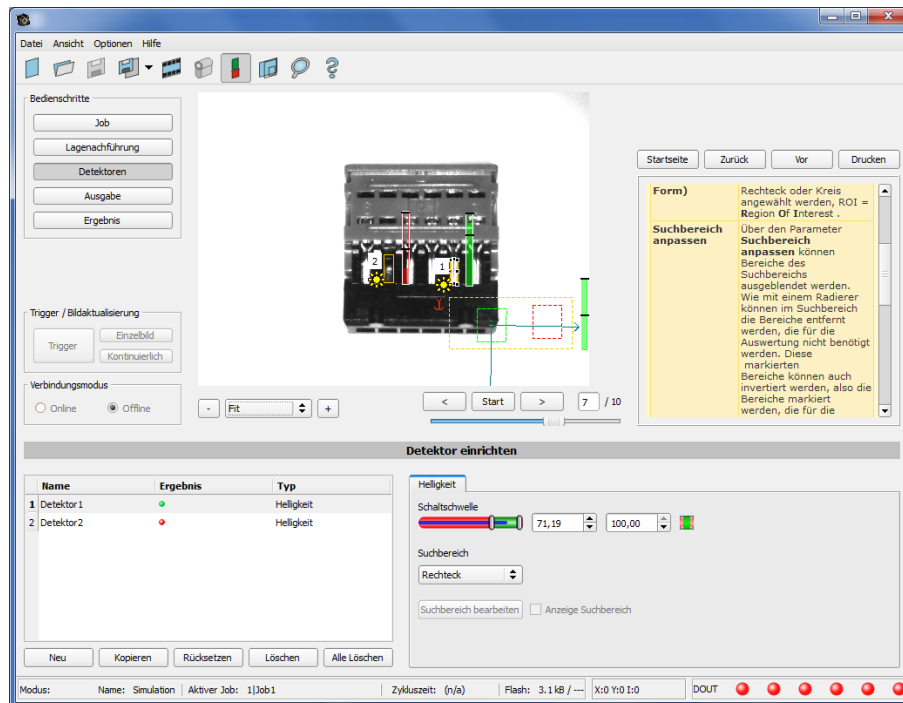 Datei Ansicht Optionen Hilfe
Bedienschritte
Job
Lagenachführung
Detektoren
Ausgabe
Ergebnis
Trigger / Bildaktualisierung
Trigger
Einzelbild
Kontinuierlich
Verbindungsmodus
Online
Offline
2
1
- Fit +
< Start > 7 / 10
Startseite Zurück Vor Drucken
Form)
Rechteck oder Kreis
angewählt werden, ROI =
Region Of Interest .
Suchbereich
anpassen
Über den Parameter
Suchbereich
anpassen können
Bereiche des
Suchbereichs
ausgeblendet werden.
Wie mit einem Radierer
können im Suchbereich
die Bereiche entfernt
werden, die für die
Auswertung nicht benötigt
werden. Diese
markierten
Bereiche können auch
invertiert werden, also die
Bereiche markiert
werden, die für die
Detektor einrichten
Name Ergebnis Typ
1 Detektor1 Helligkeit
2 Detektor2 Helligkeit
Neu Kopieren Rücksetzen Löschen Alle Löschen
Helligkeit
Schaltschwelle
71,19 100,00
Suchbereich
Rechteck
Suchbereich bearbeiten Anzeige Suchbereich
Modus: Name: Simulation Aktiver Job: 1|Job1 Zykluszeit: (n/a) Flash: 3.1 kB / --- X:0 Y:0 I:0 DOUT